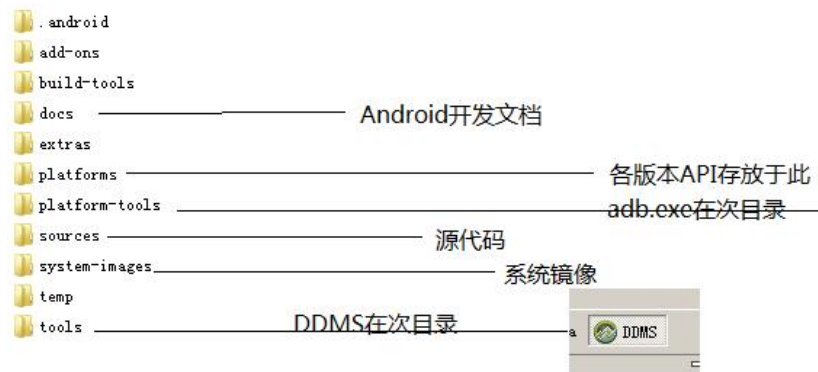 .android
add-ons
build-tools
docs Android开发文档
extras
platforms 各版本API存放于此
platform-tools adb.exe在次目录
sources 源代码
system-images 系统镜像
temp
tools DDMS在次目录 a DDMS